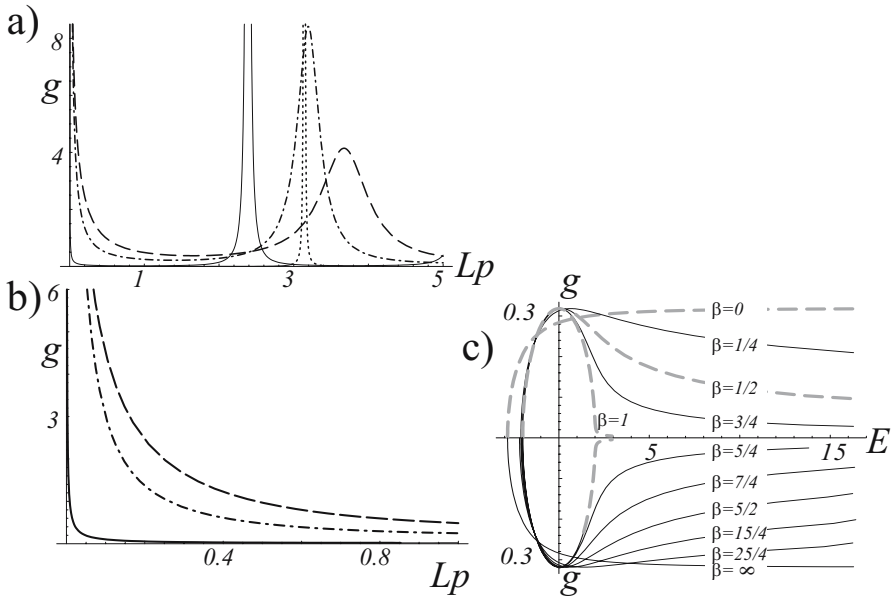 a)
8
g
4
1
3
5
Lp
b)
6
g
3
0.4
0.8
Lp
c)
g
0.3
β=0
β=1/4
β=1/2
β=3/4
β=1
5
15
E
β=5/4
β=7/4
β=5/2
β=15/4
β=25/4
β= ∞
0.3
g